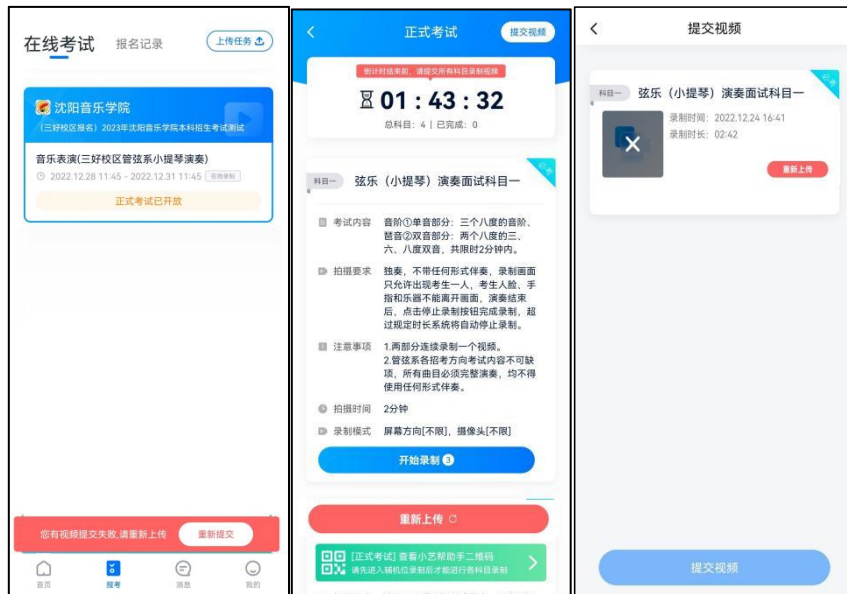 在线考试 报名记录 上传任务
沈阳音乐学院
（三好校区报名）2023年沈阳音乐学院本科招生考试测试
音乐表演(三好校区管弦系小提琴演奏)
2022.12.28 11:45 - 2022.12.31 11:45 在线录制
正式考试已开放
您有视频提交失败,请重新上传 重新提交
首页 报考 消息 我的
正式考试 提交视频
倒计时结束前，请提交所有科目录制视频
01 : 43 : 32
总科目：4 | 已完成：0
科目一 弦乐（小提琴）演奏面试科目一
考试内容 音阶①单音部分：三个八度的音阶、
琶音②双音部分：两个八度的三、
六、八度双音，共限时2分钟内。
拍摄要求 独奏，不带任何形式伴奏，录制画面
只允许出现考生一人，考生人脸、手
指和乐器不能离开画面，演奏结束
后，点击停止录制按钮完成录制，超
过规定时长系统将自动停止录制。
注意事项 1.两部分连续录制一个视频。
2.管弦系各招考方向考试内容不可缺
项，所有曲目必须完整演奏，均不得
使用任何形式伴奏。
拍摄时间 2分钟
录制模式 屏幕方向[不限]，摄像头[不限]
开始录制 3
重新上传
[正式考试] 查看小艺帮助手二维码
请先进入辅机位录制后才能进行各科目录制
提交视频
科目一 弦乐（小提琴）演奏面试科目一
录制时间：2022.12.24 16:41
录制时长：02:42
重新上传
提交视频